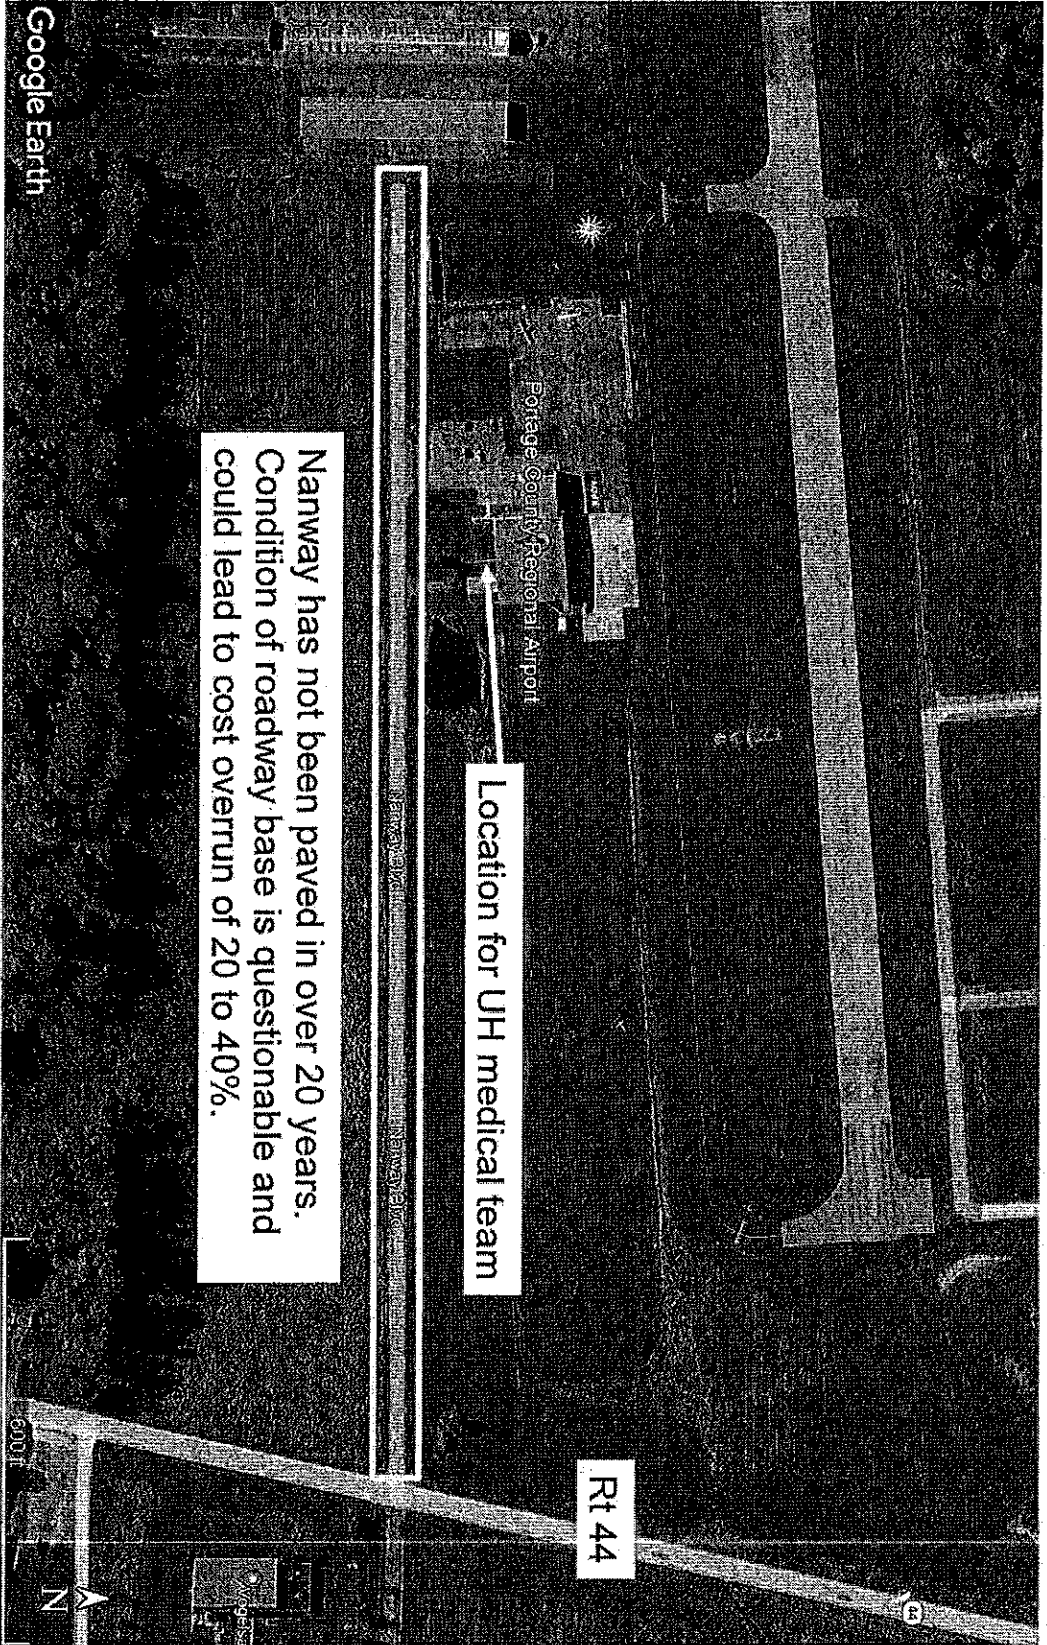 Rt 44
44
Portage County Regional Airport
Location for UH medical team
Nanway has not been paved in over 20 years.
Condition of roadway base is questionable and
could lead to cost overrun of 20 to 40%.
Google Earth
N